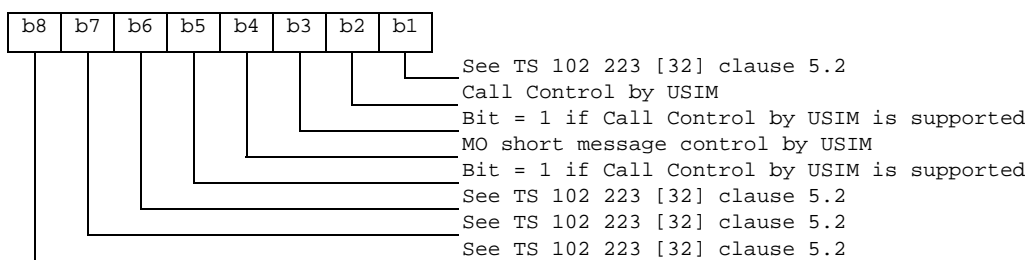 b8 b7 b6 b5 b4 b3 b2 b1
See TS 102 223 [32] clause 5.2
Call Control by USIM
Bit = 1 if Call Control by USIM is supported
MO short message control by USIM
Bit = 1 if Call Control by USIM is supported
See TS 102 223 [32] clause 5.2
See TS 102 223 [32] clause 5.2
See TS 102 223 [32] clause 5.2